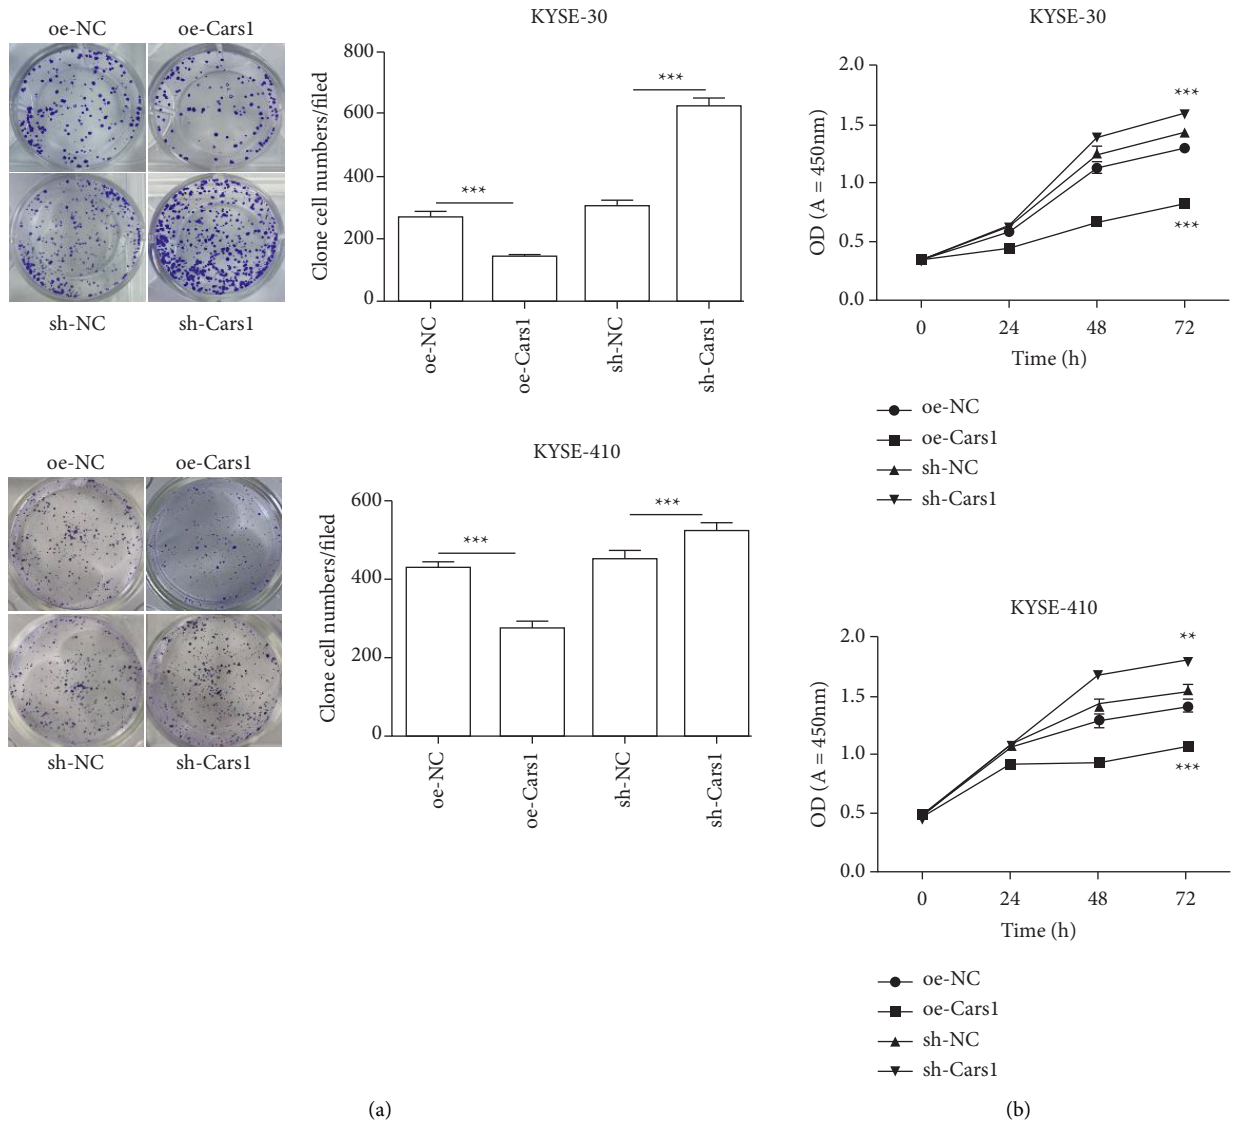 oe-NC oe-Cars1
sh-NC sh-Cars1
KYSE-30
Clone cell numbers/filed
800
600
400
200
0
***
***
oe-NC
oe-Cars1
sh-NC
sh-Cars1
KYSE-30
OD (A = 450nm)
2.0
1.5
1.0
0.5
0.0
***
***
0 24 48 72
Time (h)
oe-NC
oe-Cars1
sh-NC
sh-Cars1
oe-NC oe-Cars1
sh-NC sh-Cars1
KYSE-410
Clone cell numbers/filed
600
400
200
0
***
***
oe-NC
oe-Cars1
sh-NC
sh-Cars1
KYSE-410
OD (A = 450nm)
2.0
1.5
1.0
0.5
0.0
**
***
0 24 48 72
Time (h)
oe-NC
oe-Cars1
sh-NC
sh-Cars1
(a) (b)